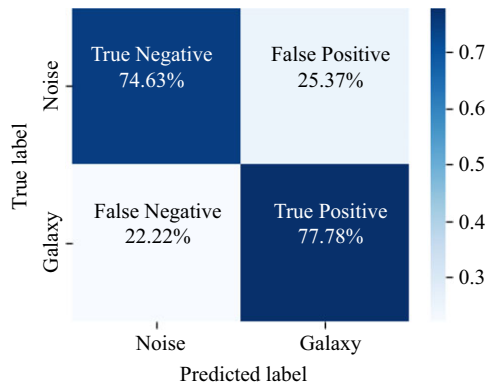 True Negative
74.63%
False Positive
25.37%
False Negative
22.22%
True Positive
77.78%
True label
Noise
Galaxy
Noise
Galaxy
Predicted label
0.7
0.6
0.5
0.4
0.3